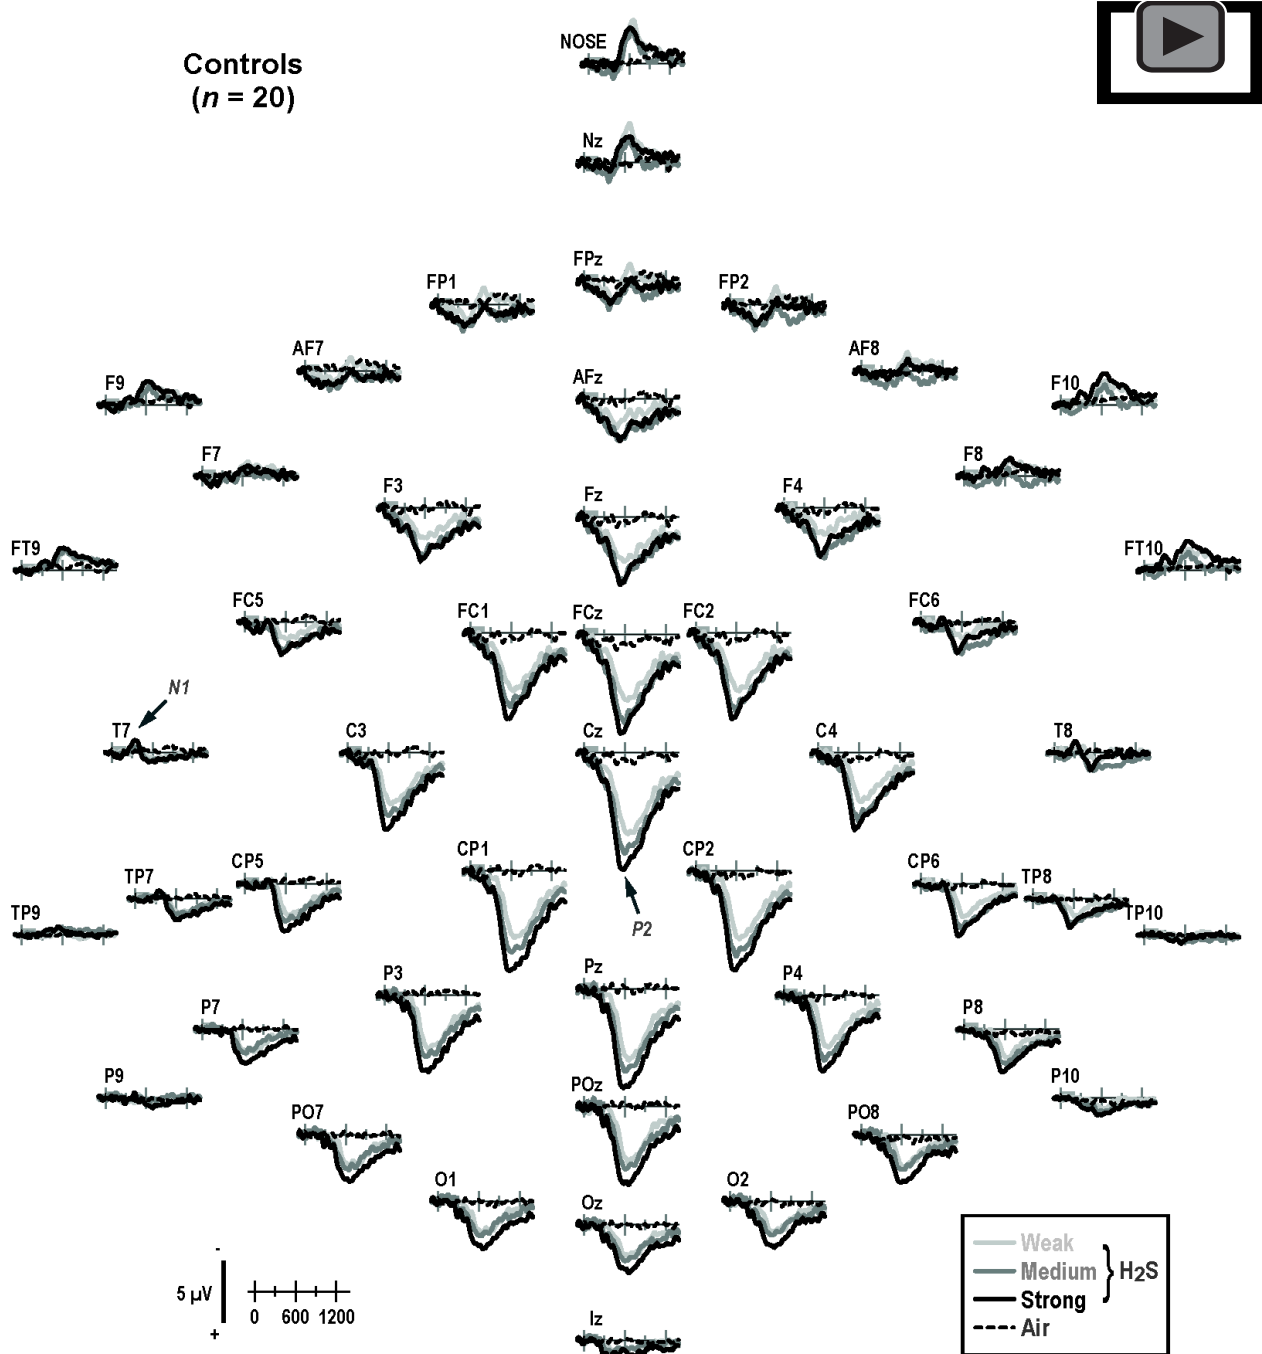 Controls
(n = 20)
NOSE
Nz
FPz
FP1
FP2
AF7
AF8
AFz
F9
F10
F7
F8
F3
Fz
F4
FT9
FT10
FC5
FC1
FCz
FC2
FC6
N1
T7
C3
Cz
C4
T8
CP1
CP2
TP7
CP5
CP6
TP8
TP9
TP10
P2
P3
Pz
P4
P7
P8
P9
POz
P10
PO7
PO8
O1
Oz
O2
-
5 µV
+
0 600 1200
Iz
Weak
Medium
Strong
H2S
Air